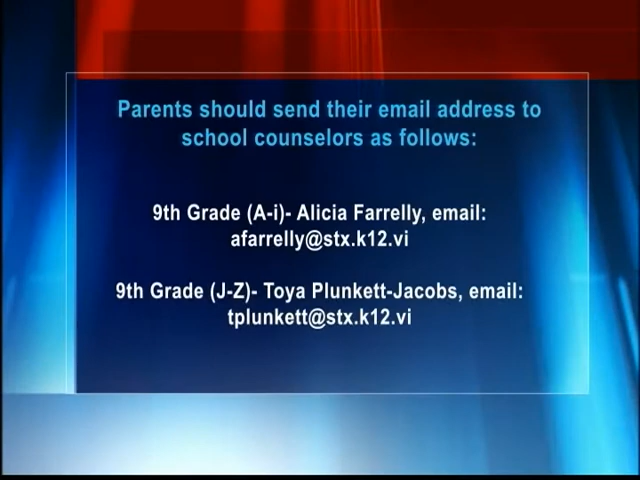 Parents should send their email address to
school counselors as follows:
9th Grade (A-i)- Alicia Farrelly, email:
afarrelly@stx.k12.vi
9th Grade (J-Z)- Toya Plunkett-Jacobs, email:
tplunkett@stx.k12.vi